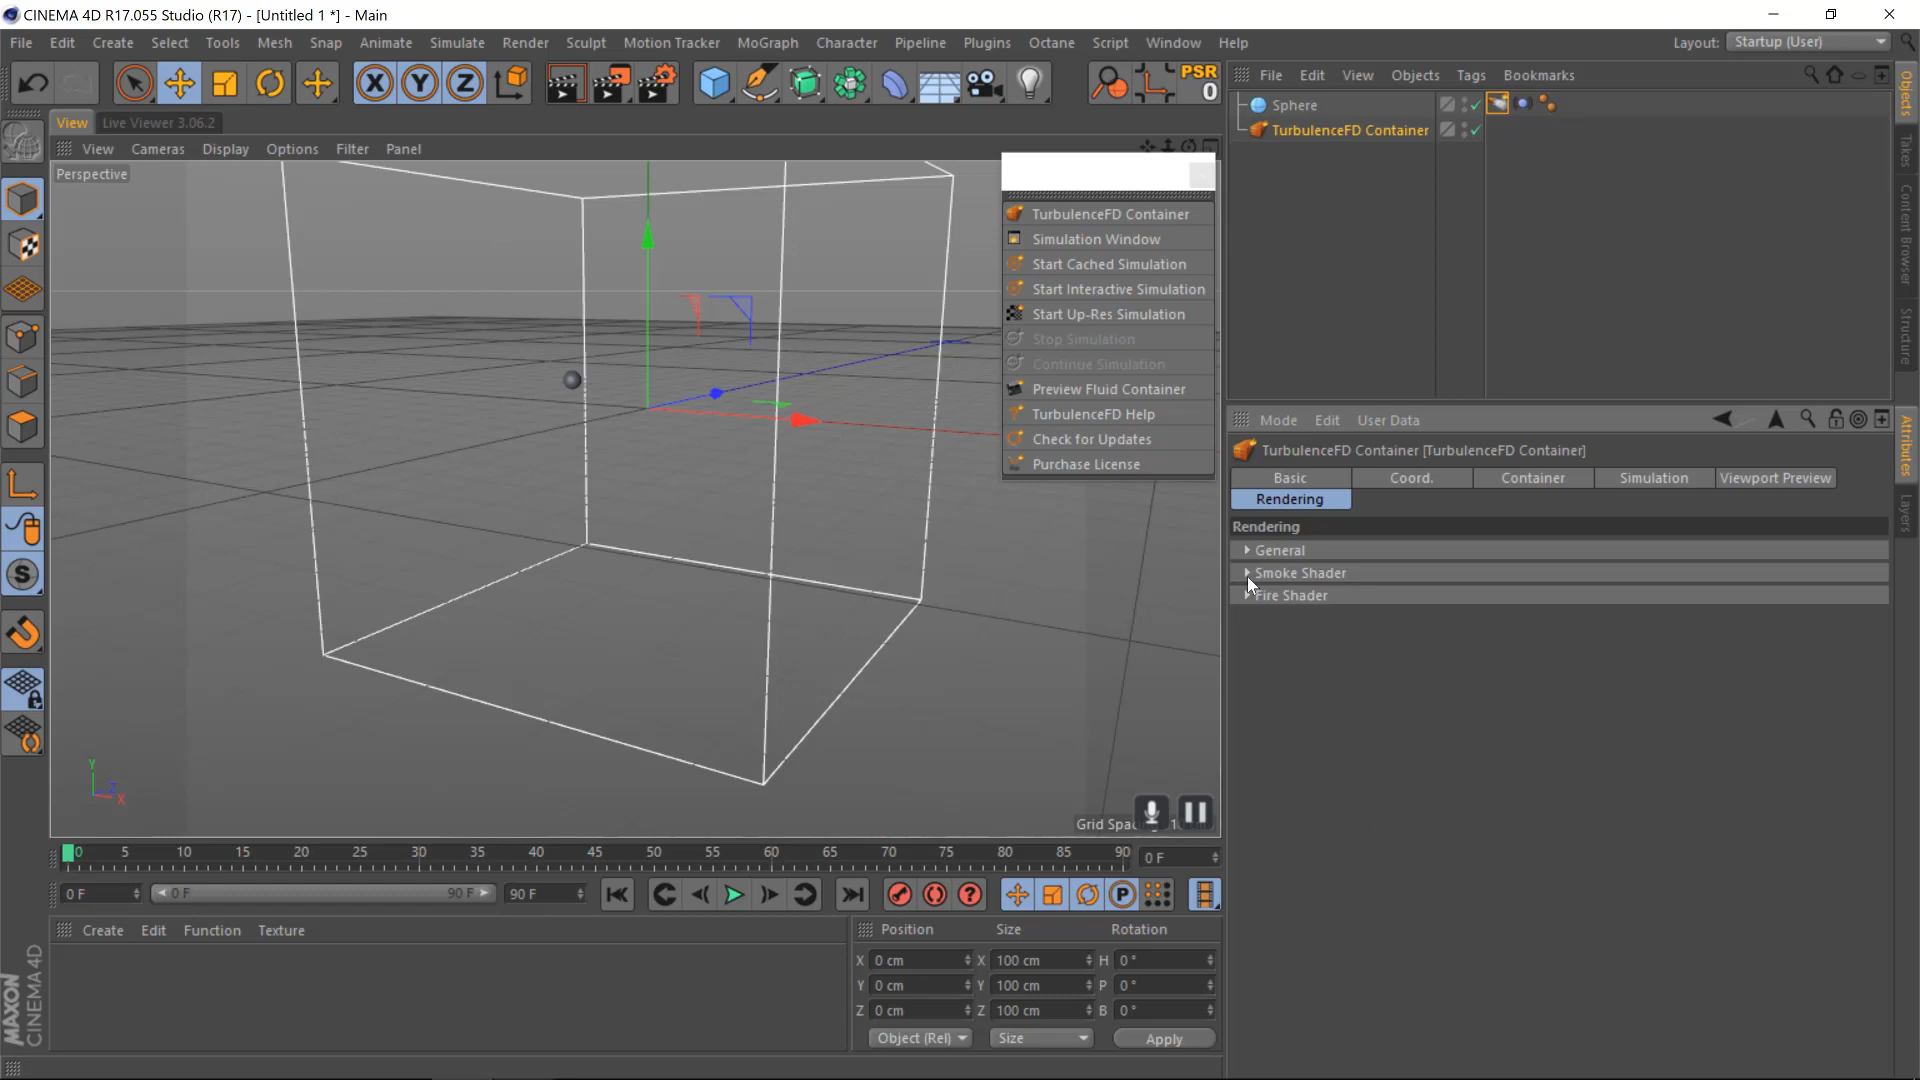 CINEMA 4D R17.055 Studio (R17) - [Untitled 1 *] - Main
File Edit Create Select Tools Mesh Snap Animate Simulate Render Sculpt Motion Tracker MoGraph Character Pipeline Plugins Octane Script Window Help
Layout: Startup (User)
X Y Z
PSR
0
File Edit View Objects Tags Bookmarks
View Live Viewer 3.06.2
View Cameras Display Options Filter Panel
Perspective
Sphere
TurbulenceFD Container
TurbulenceFD Container
Simulation Window
Start Cached Simulation
Start Interactive Simulation
Start Up-Res Simulation
Stop Simulation
Continue Simulation
Preview Fluid Container
TurbulenceFD Help
Check for Updates
Purchase License
Objects
Takes
Content Browser
Structure
Mode Edit User Data
TurbulenceFD Container [TurbulenceFD Container]
Basic Coord. Container Simulation Viewport Preview
Rendering
Rendering
General
Smoke Shader
Fire Shader
Attributes
Layers
S
Y
Z
X
Grid Spac
0 5 10 15 20 25 30 35 40 45 50 55 60 65 70 75 80 85 90 0 F
0 F 0 F 90 F 90 F ? P
Create Edit Function Texture
Position Size Rotation
X 0 cm X 100 cm H 0 °
Y 0 cm Y 100 cm P 0 °
Z 0 cm Z 100 cm B 0 °
Object (Rel) Size Apply
MAXON
CINEMA 4D